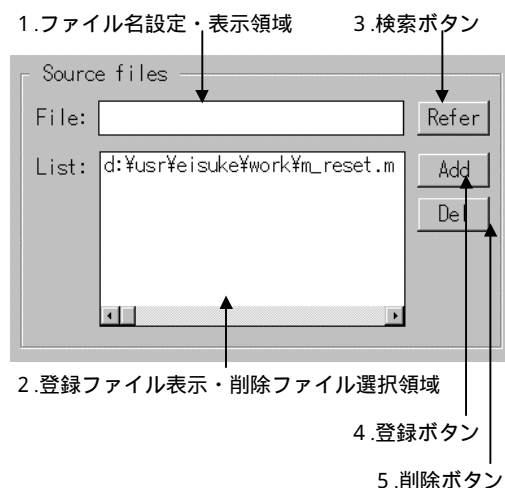 1.ファイル名設定・表示領域
3.検索ボタン
Source files
File:
Refer
List:
d:¥usr¥eisuke¥work¥m_reset.m
Add
Del
2.登録ファイル表示・削除ファイル選択領域
4.登録ボタン
5.削除ボタン